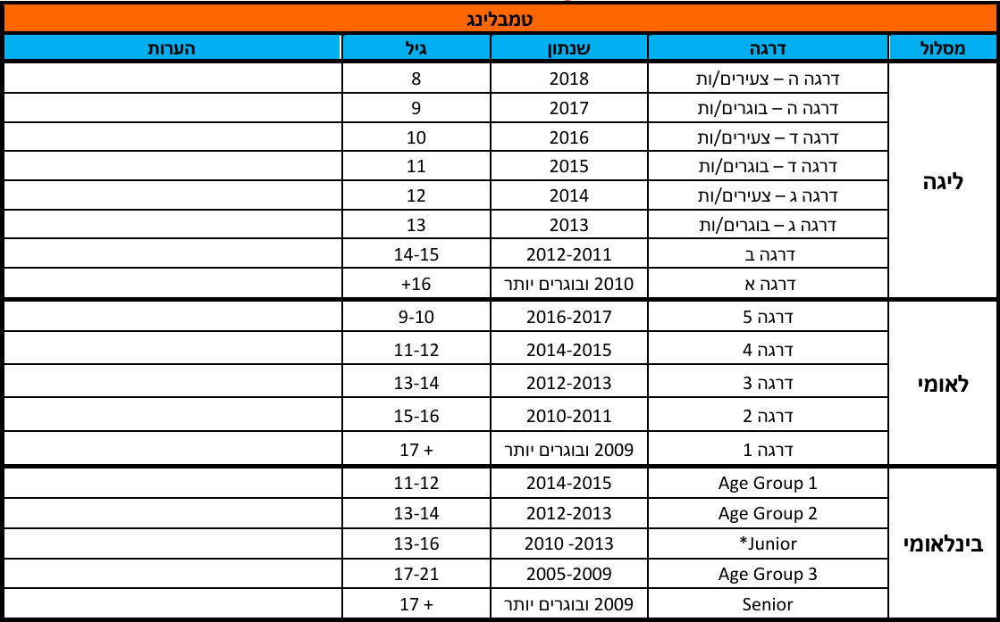 טמבלינג
מסלול דרגה שנתון גיל הערות
ליגה
דרגה ה – צעירים/ות 2018 8
דרגה ה – בוגרים/ות 2017 9
דרגה ד – צעירים/ות 2016 10
דרגה ד – בוגרים/ות 2015 11
דרגה ג – צעירים/ות 2014 12
דרגה ג – בוגרים/ות 2013 13
דרגה ב 2012-2011 14-15
דרגה א 2010 ובוגרים יותר 16+
לאומי
דרגה 5 2016-2017 9-10
דרגה 4 2014-2015 11-12
דרגה 3 2012-2013 13-14
דרגה 2 2010-2011 15-16
דרגה 1 2009 ובוגרים יותר 17 +
בינלאומי
Age Group 1 2014-2015 11-12
Age Group 2 2012-2013 13-14
*Junior 2010 -2013 13-16
Age Group 3 2005-2009 17-21
Senior 2009 ובוגרים יותר 17 +